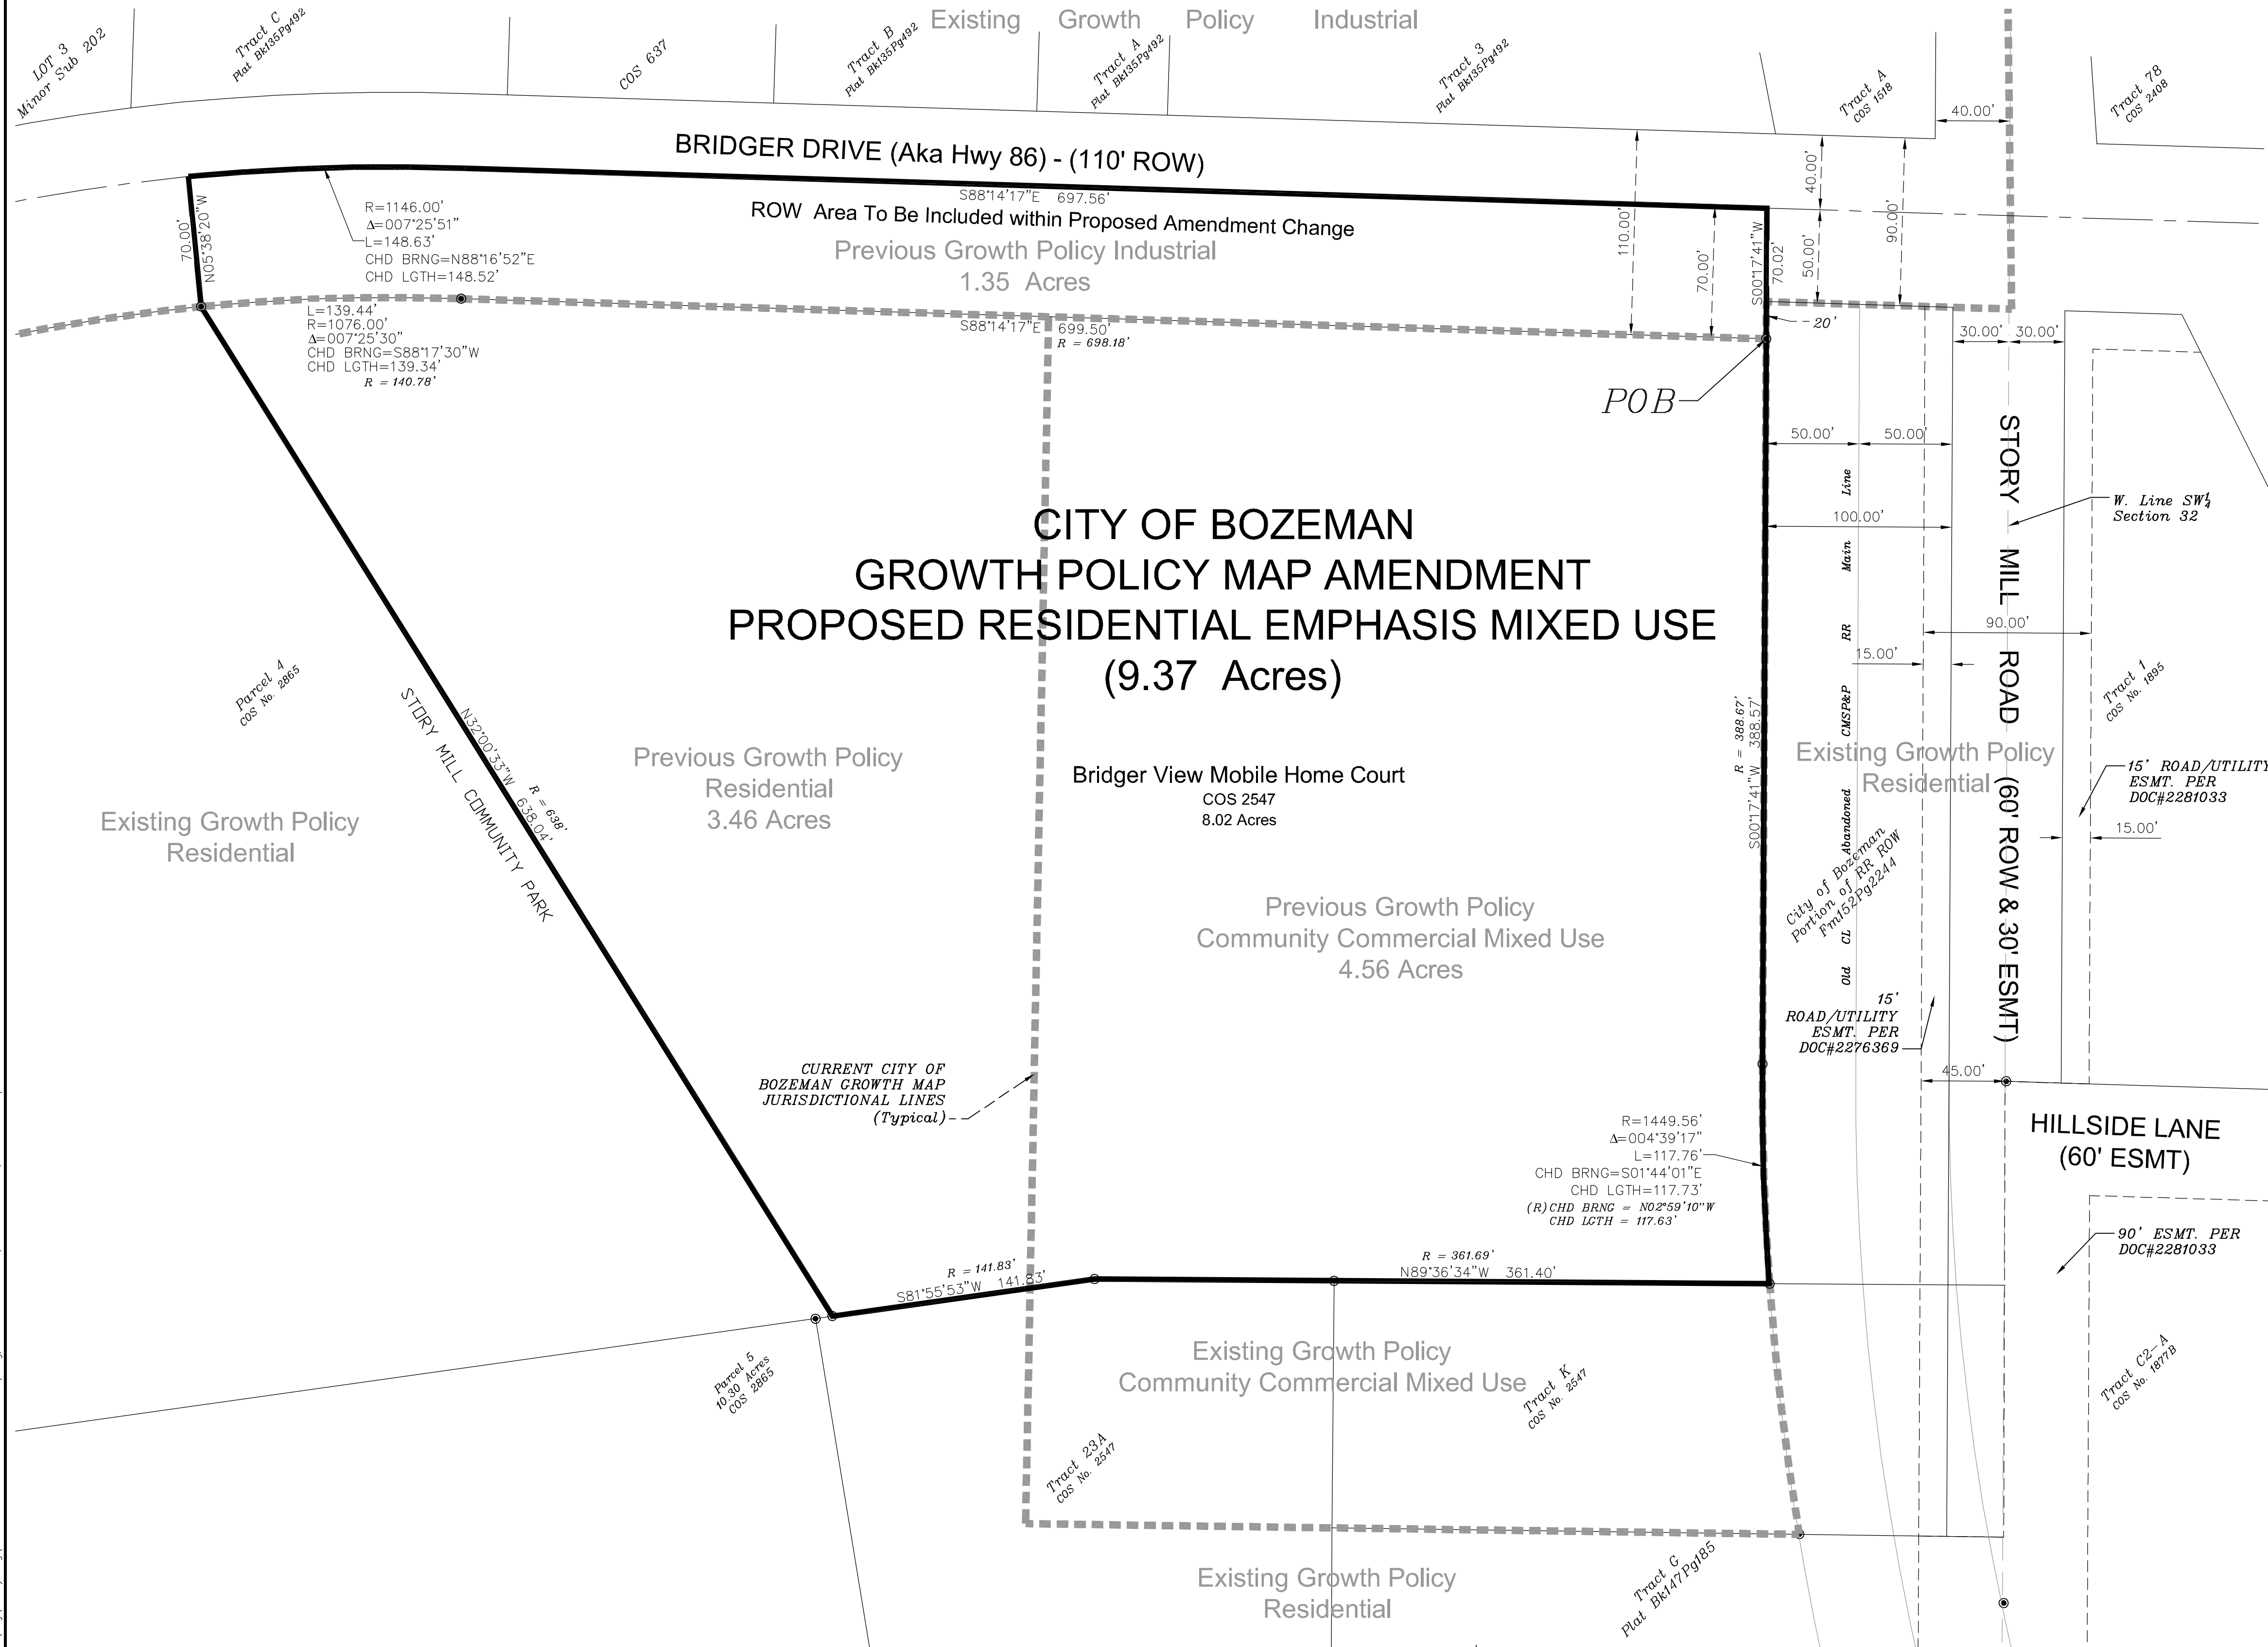 Existing Growth Policy Industrial
LOT 3
Minor Sub 202
Tract C
Plat Bk135Pg492
COS 637
Tract B
Plat Bk135Pg492
Tract A
Plat Bk135Pg492
Tract 3
Plat Bk135Pg492
Tract A
COS 1518
40.00'
Tract 78
COS 2408
BRIDGER DRIVE (Aka Hwy 86) - (110' ROW)
S88°14'17"E 697.56'
ROW Area To Be Included within Proposed Amendment Change
Previous Growth Policy Industrial
1.35 Acres
70.00'
N05°38'20"W
R=1146.00'
Δ=007°25'51"
L=148.63'
CHD BRNG=N88°16'52"E
CHD LGTH=148.52'
110.00'
70.00'
S00°17'41"W
70.02'
40.00'
50.00'
90.00'
L=139.44'
R=1076.00'
Δ=007°25'30"
CHD BRNG=S88°17'30"W
CHD LGTH=139.34'
R = 140.78'
S88°14'17"E 699.50'
R = 698.18'
20'
30.00' 30.00'
POB
50.00' 50.00'
100.00'
90.00'
15.00'
W. Line SW¼
Section 32
CITY OF BOZEMAN
GROWTH POLICY MAP AMENDMENT
PROPOSED RESIDENTIAL EMPHASIS MIXED USE
(9.37 Acres)
STORY MILL ROAD (60' ROW & 30' ESMT)
Old CL Abandoned CMSP&P RR Main Line
Parcel 4
COS No. 2865
STORY MILL COMMUNITY PARK
N32°00'33"W 638.04'
R = 638'
Tract 1
COS No. 1895
Previous Growth Policy
Residential
3.46 Acres
Bridger View Mobile Home Court
COS 2547
8.02 Acres
R = 388.67'
S00°17'41"W 388.57'
Existing Growth Policy
Residential
15' ROAD/UTILITY
ESMT. PER
DOC#2281033
15.00'
Existing Growth Policy
Residential
City of Bozeman
Portion of RR ROW
Fm152Pg2244
Previous Growth Policy
Community Commercial Mixed Use
4.56 Acres
15'
ROAD/UTILITY
ESMT. PER
DOC#2276369
45.00'
CURRENT CITY OF
BOZEMAN GROWTH MAP
JURISDICTIONAL LINES
(Typical)
R=1449.56'
Δ=004°39'17"
L=117.76'
CHD BRNG=S01°44'01"E
CHD LGTH=117.73'
(R)CHD BRNG = N02°59'10"W
CHD LGTH = 117.63'
HILLSIDE LANE
(60' ESMT)
90' ESMT. PER
DOC#2281033
R = 141.83'
S81°55'53"W 141.83'
R = 361.69'
N89°36'34"W 361.40'
Parcel 5
10.30 Acres
COS 2865
Existing Growth Policy
Community Commercial Mixed Use
Tract K
COS No. 2547
Tract C2-A
COS No. 1877B
Tract 23A
COS No. 2547
Existing Growth Policy
Residential
Tract G
Plat Bk147Pg185